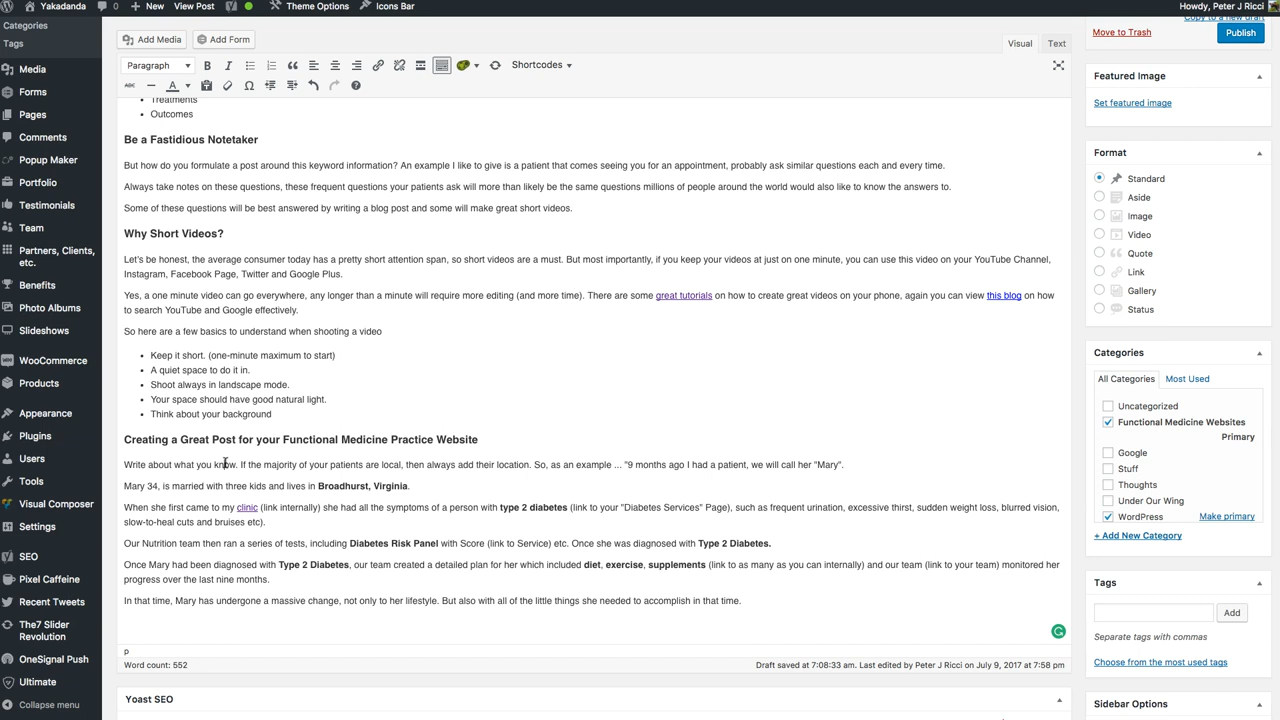 Yakadanda
0
New
View Post
Theme Options
Icons Bar
Howdy, Peter J Ricci
Categories
Tags
Media
Forms
Pages
Comments
Popup Maker
Portfolio
Testimonials
Team
Partners, Clients,
etc.
Benefits
Photo Albums
Slideshows
WooCommerce
Products
Appearance
Plugins
Users
Tools
Visual Composer
Settings
SEO
Pixel Caffeine
Recent Tweets
The7 Slider
Revolution
OneSignal Push
Ultimate
Collapse menu
Add Media
Add Form
Visual
Text
Paragraph
B
I
Shortcodes
ABC
A
Treatments
Outcomes
Be a Fastidious Notetaker
But how do you formulate a post around this keyword information? An example I like to give is a patient that comes seeing you for an appointment, probably ask similar questions each and every time.
Always take notes on these questions, these frequent questions your patients ask will more than likely be the same questions millions of people around the world would also like to know the answers to.
Some of these questions will be best answered by writing a blog post and some will make great short videos.
Why Short Videos?
Let's be honest, the average consumer today has a pretty short attention span, so short videos are a must. But most importantly, if you keep your videos at just on one minute, you can use this video on your YouTube Channel,
Instagram, Facebook Page, Twitter and Google Plus.
Yes, a one minute video can go everywhere, any longer than a minute will require more editing (and more time). There are some great tutorials on how to create great videos on your phone, again you can view this blog on how
to search YouTube and Google effectively.
So here are a few basics to understand when shooting a video
Keep it short. (one-minute maximum to start)
A quiet space to do it in.
Shoot always in landscape mode.
Your space should have good natural light.
Think about your background
Creating a Great Post for your Functional Medicine Practice Website
Write about what you know. If the majority of your patients are local, then always add their location. So, as an example ... "9 months ago I had a patient, we will call her "Mary".
Mary 34, is married with three kids and lives in Broadhurst, Virginia.
When she first came to my clinic (link internally) she had all the symptoms of a person with type 2 diabetes (link to your "Diabetes Services" Page), such as frequent urination, excessive thirst, sudden weight loss, blurred vision,
slow-to-heal cuts and bruises etc).
Our Nutrition team then ran a series of tests, including Diabetes Risk Panel with Score (link to Service) etc. Once she was diagnosed with Type 2 Diabetes.
Once Mary had been diagnosed with Type 2 Diabetes, our team created a detailed plan for her which included diet, exercise, supplements (link to as many as you can internally) and our team (link to your team) monitored her
progress over the last nine months.
In that time, Mary has undergone a massive change, not only to her lifestyle. But also with all of the little things she needed to accomplish in that time.
p
Word count: 552
Draft saved at 7:08:33 am. Last edited by Peter J Ricci on July 9, 2017 at 7:58 pm
Yoast SEO
Copy to a new draft
Move to Trash
Publish
Featured Image
Set featured image
Format
Standard
Aside
Image
Video
Quote
Link
Gallery
Status
Categories
All Categories
Most Used
Uncategorized
Functional Medicine Websites
Primary
Google
Stuff
Thoughts
Under Our Wing
WordPress
Make primary
+ Add New Category
Tags
Add
Separate tags with commas
Choose from the most used tags
Sidebar Options